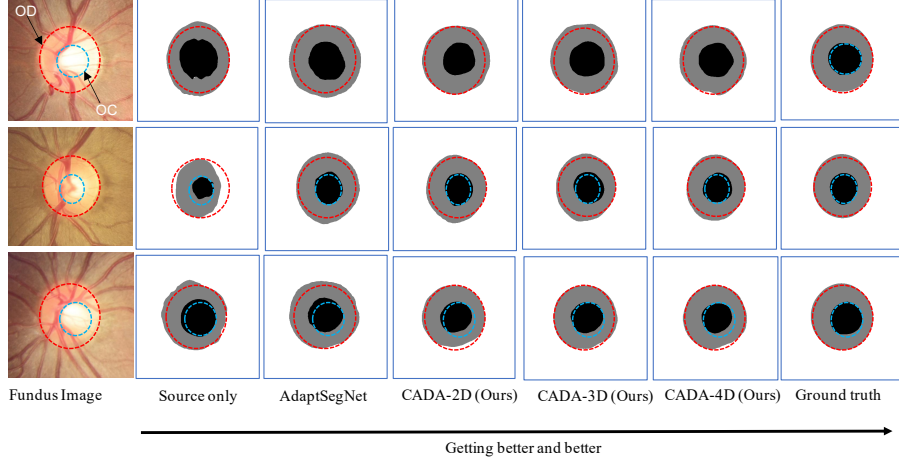 OD
OC
Fundus Image
Source only
AdaptSegNet
CADA-2D (Ours)
CADA-3D (Ours)
CADA-4D (Ours)
Ground truth
Getting better and better